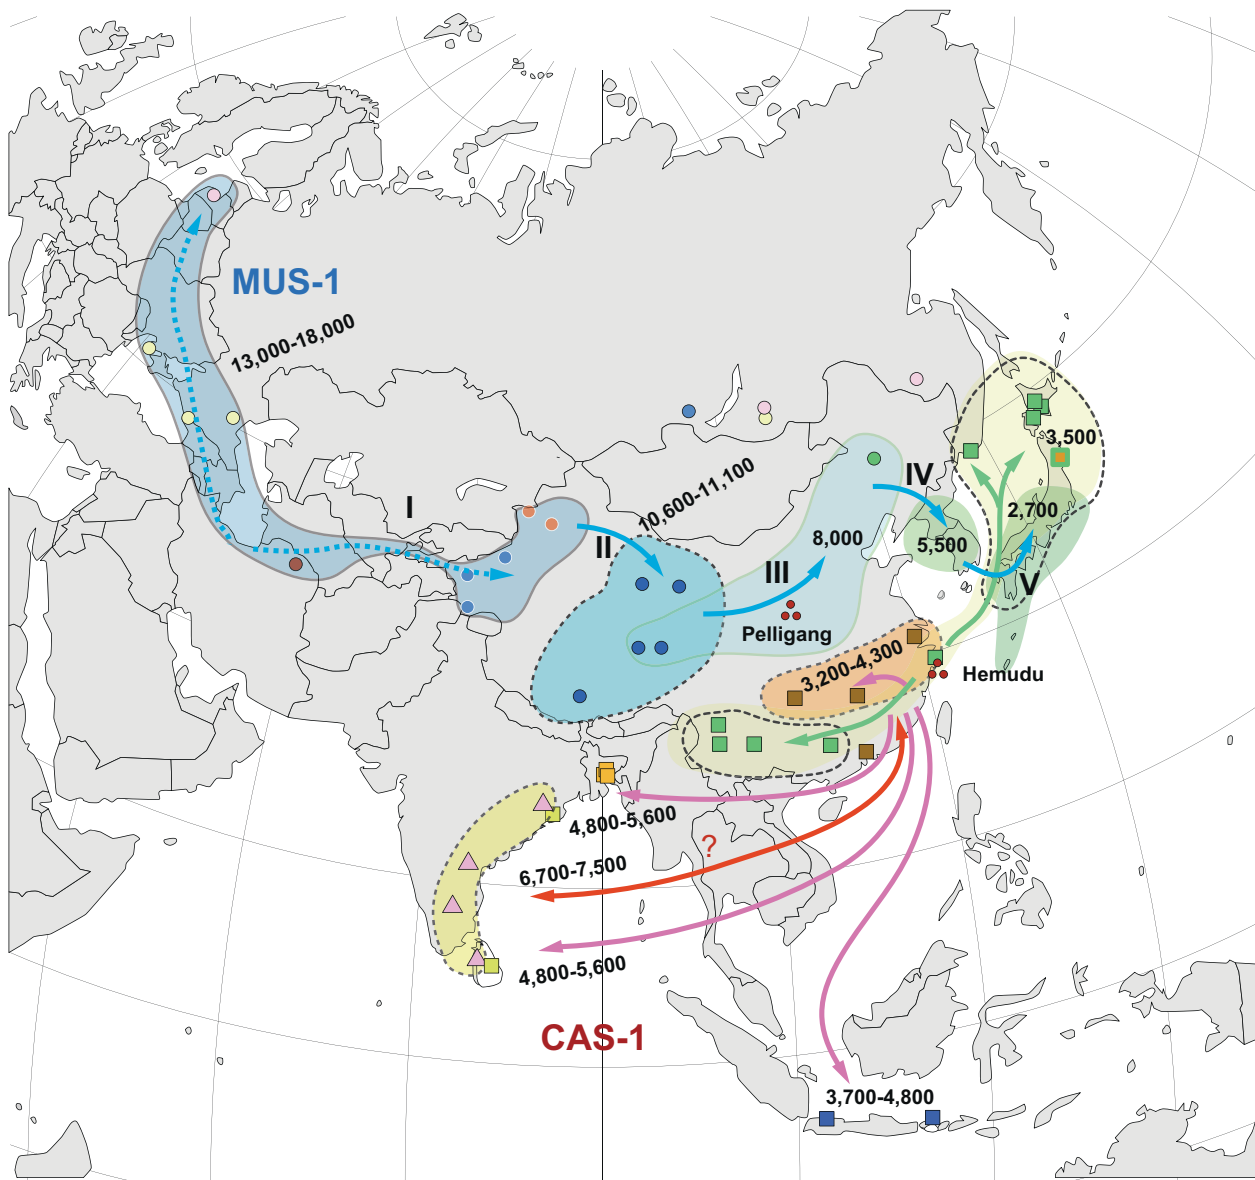 MUS-1
13,000-18,000
3,500
10,600-11,100
IV
I
2,700
8,000
5,500
II
III
V
Pelligang
3,200-4,300
Hemudu
4,800-5,600
?
6,700-7,500
4,800-5,600
CAS-1
3,700-4,800